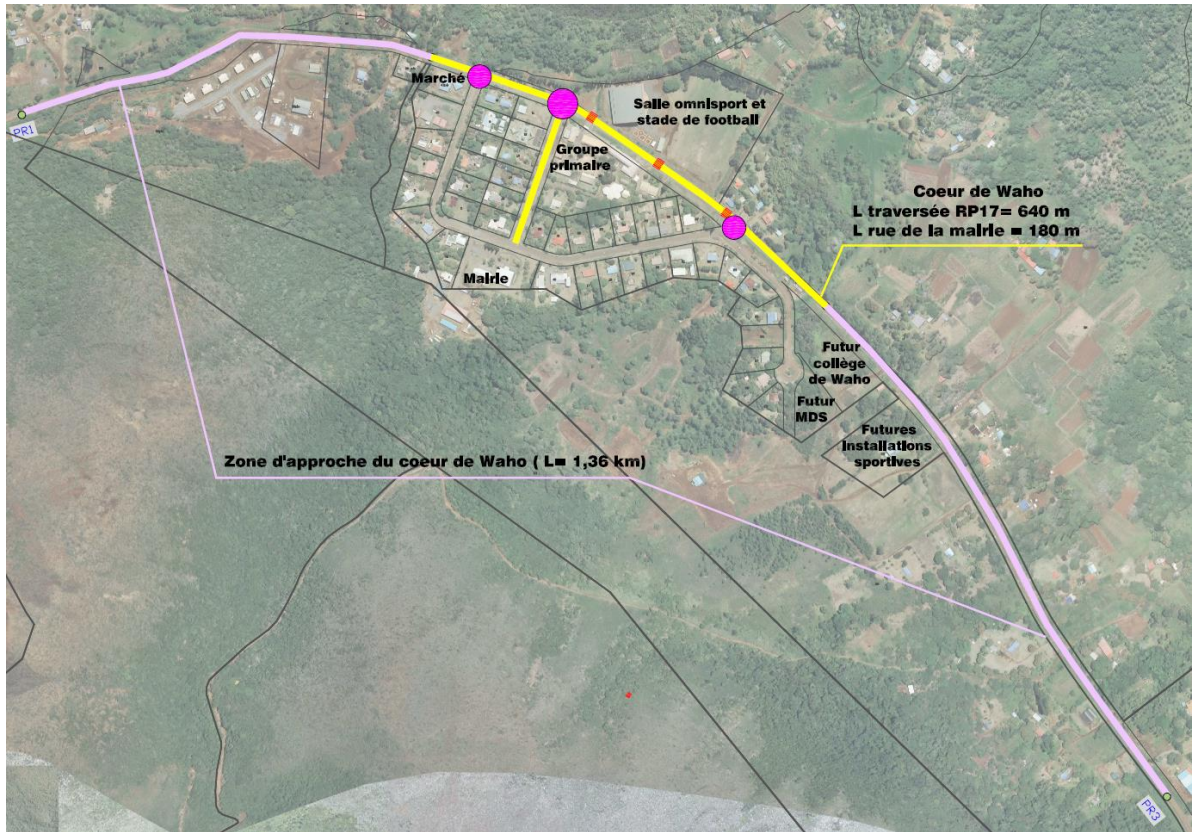 PR1
Marché
Salle omnisport et
stade de football
Groupe
primaire
Coeur de Waho
L traversée RP17= 640 m
L rue de la mairie = 180 m
Mairie
Futur
collège
de Waho
Futur
MDS
Futures
Installations
sportives
Zone d'approche du coeur de Waho ( L= 1,36 km)
PR3